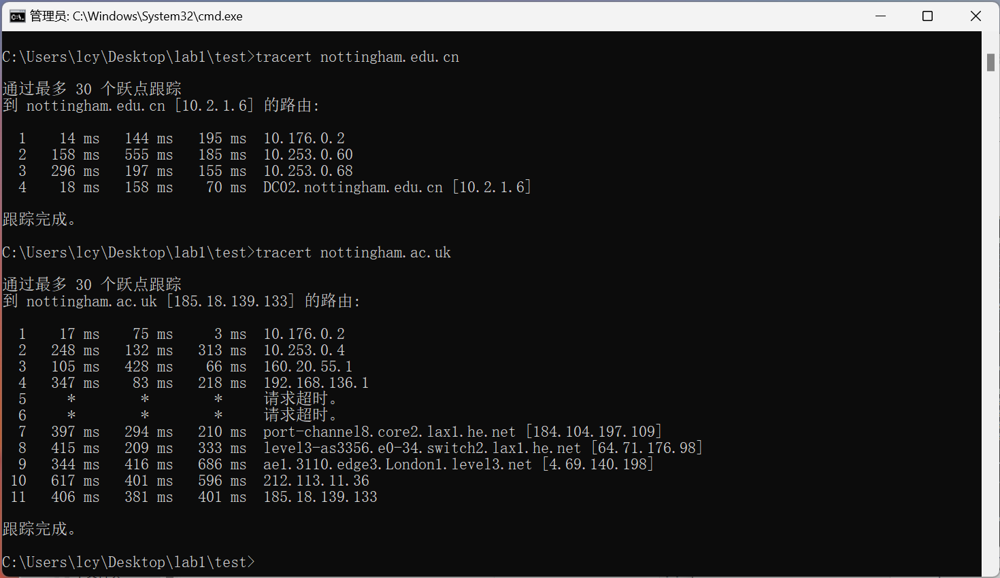 管理员: C:\Windows\System32\cmd.exe
C:\Users\lcy\Desktop\lab1\test>tracert nottingham.edu.cn
通过最多 30 个跃点跟踪
到 nottingham.edu.cn [10.2.1.6] 的路由:
1 14 ms 144 ms 195 ms 10.176.0.2
2 158 ms 555 ms 185 ms 10.253.0.60
3 296 ms 197 ms 155 ms 10.253.0.68
4 18 ms 158 ms 70 ms DC02.nottingham.edu.cn [10.2.1.6]
跟踪完成。
C:\Users\lcy\Desktop\lab1\test>tracert nottingham.ac.uk
通过最多 30 个跃点跟踪
到 nottingham.ac.uk [185.18.139.133] 的路由:
1 17 ms 75 ms 3 ms 10.176.0.2
2 248 ms 132 ms 313 ms 10.253.0.4
3 105 ms 428 ms 66 ms 160.20.55.1
4 347 ms 83 ms 218 ms 192.168.136.1
5 * * * 请求超时。
6 * * * 请求超时。
7 397 ms 294 ms 210 ms port-channel8.core2.lax1.he.net [184.104.197.109]
8 415 ms 209 ms 333 ms level3-as3356.e0-34.switch2.lax1.he.net [64.71.176.98]
9 344 ms 416 ms 686 ms ae1.3110.edge3.London1.level3.net [4.69.140.198]
10 617 ms 401 ms 596 ms 212.113.11.36
11 406 ms 381 ms 401 ms 185.18.139.133
跟踪完成。
C:\Users\lcy\Desktop\lab1\test>